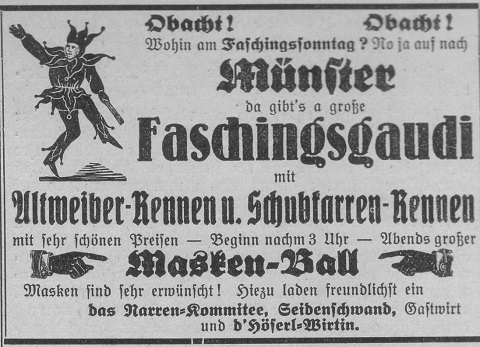 Obacht! Obacht!
Wohin am Faschingssonntag? No ja auf nach
Münster
da gibt's a große
Faschingsgaudi
mit
Altweiber-Rennen u. Schubkarren-Rennen
mit sehr schönen Preisen — Beginn nachm 3 Uhr — Abends großer
Masken-Ball
Masken sind sehr erwünscht! Hiezu laden freundlichst ein
das Narren-Kommitee, Seidenschwand, Gastwirt
und d'Höserl-Wirtin.